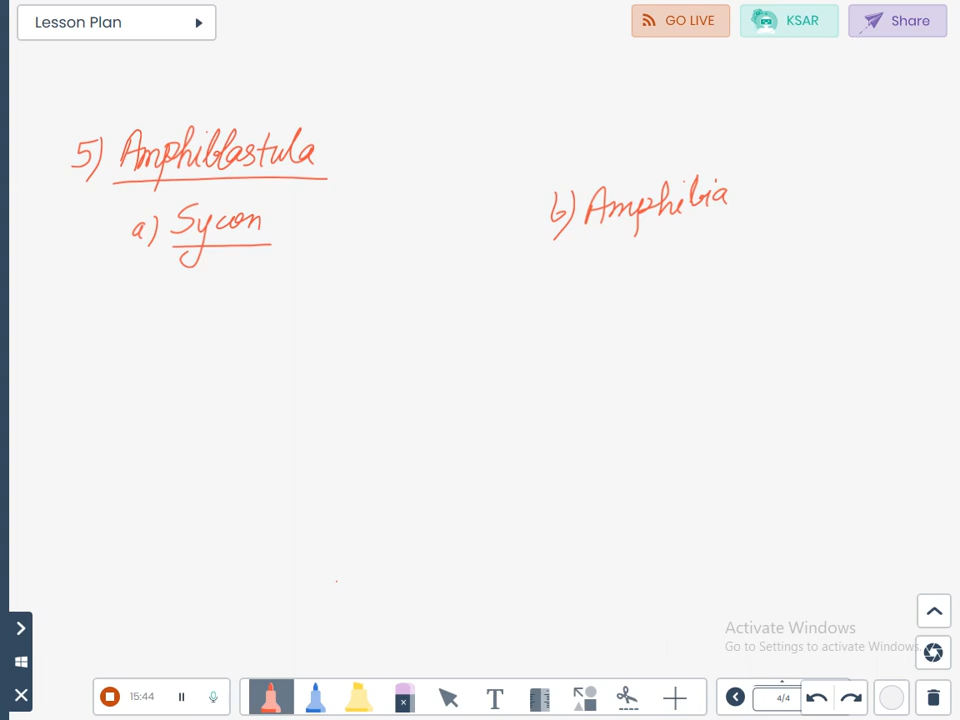 Lesson Plan
GO LIVE
KSAR
Share
5) Amphiblastula
a) Sycon
b) Amphibia
Activate Windows
Go to Settings to activate Windows.
15:44
T
4/4